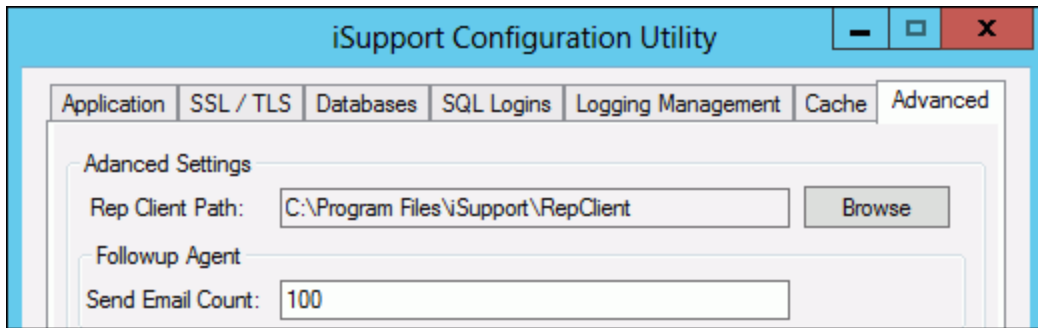 iSupport Configuration Utility
Application SSL / TLS Databases SQL Logins Logging Management Cache Advanced
Adanced Settings
Rep Client Path: C:\Program Files\iSupport\RepClient Browse
Followup Agent
Send Email Count: 100